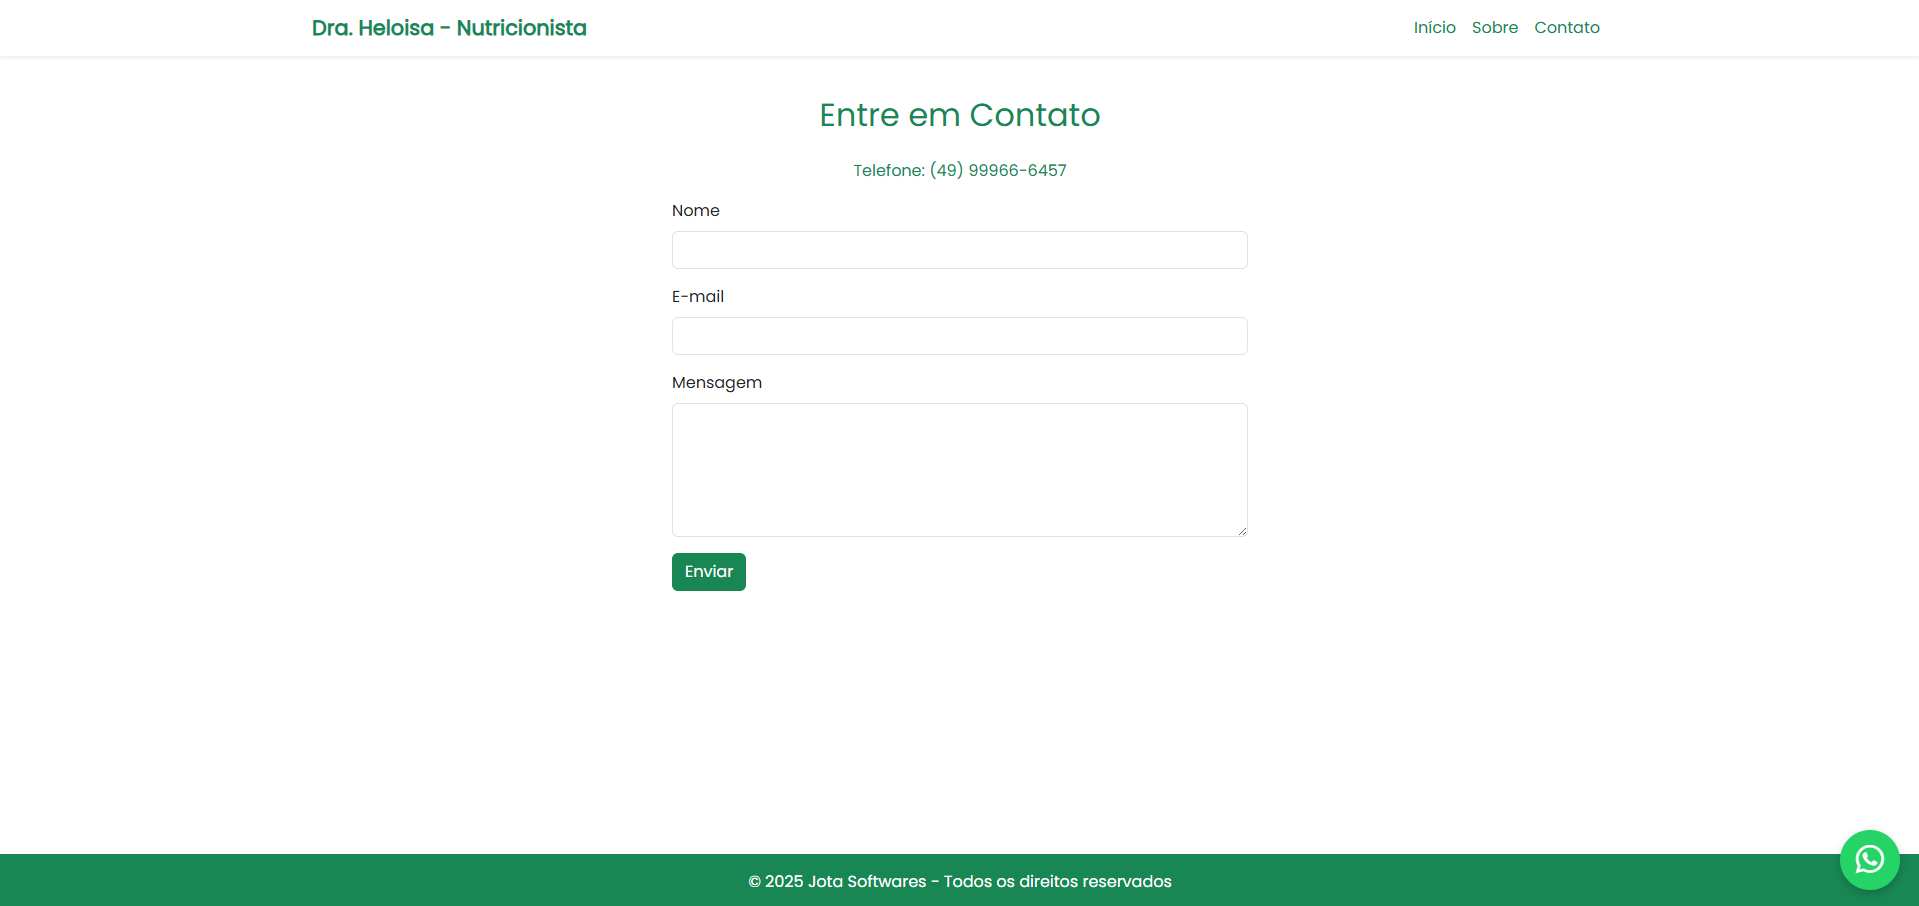 Dra. Heloisa - Nutricionista
Início Sobre Contato
Entre em Contato
Telefone: (49) 99966-6457
Nome
E-mail
Mensagem
Enviar
© 2025 Jota Softwares - Todos os direitos reservados